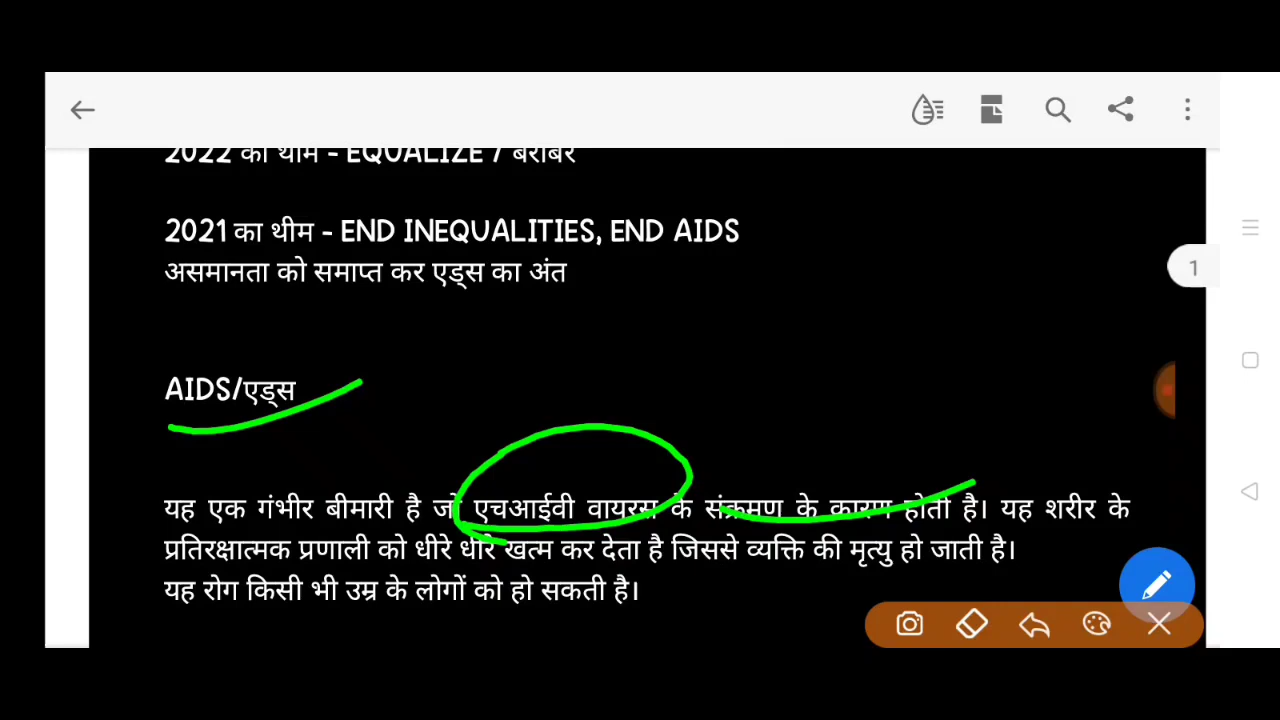 2022 का थीम - EQUALIZE / बराबर
2021 का थीम - END INEQUALITIES, END AIDS
असमानता को समाप्त कर एड्स का अंत
1
AIDS/एड्स
यह एक गंभीर बीमारी है जो एचआईवी वायरस के संक्रमण के कारण होती है। यह शरीर के
प्रतिरक्षात्मक प्रणाली को धीरे धीरे खत्म कर देता है जिससे व्यक्ति की मृत्यु हो जाती है।
यह रोग किसी भी उम्र के लोगों को हो सकती है।